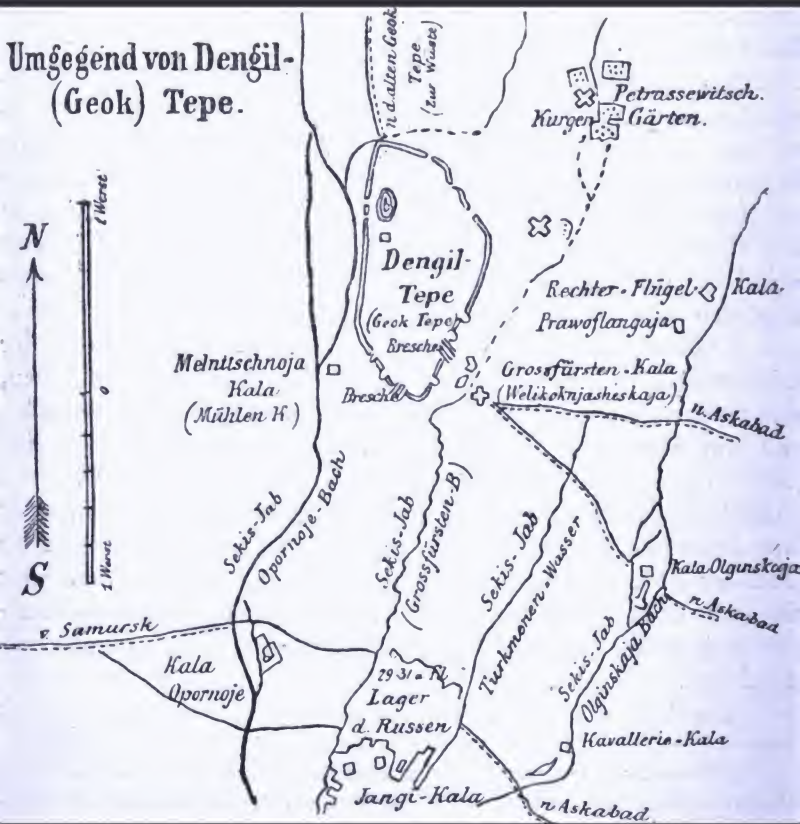 Umgegend von Dengil-
(Geok) Tepe.
n. d. alten Geok
Tepe
(zur Wüste)
Petrassewitsch.
Kurgen
Gärten.
N
1 Werst
0
1 Werst
S
Dengil-
Tepe
(Geok Tepe)
Bresche
Bresche
Rechter-Flügel
Kala
Prawoflangaja
Melnitschnoja
Kala
(Mühlen K.)
Grossfürsten-Kala
(Welikoknjasheskaja)
n. Askabad
Sekis-Jab
Opornoje-Bach
Sekis-Jab
(Grossfürsten-B)
Sekis-Jab
Turkmonen-Wasser
Kala Olginskaja
n. Askabad
Sekis-Jab
Olginskaja Bach
v. Samursk
Kala
Opornoje
Lager
d. Russen
Kavallerie-Kala
Jangi-Kala
n. Askabad.